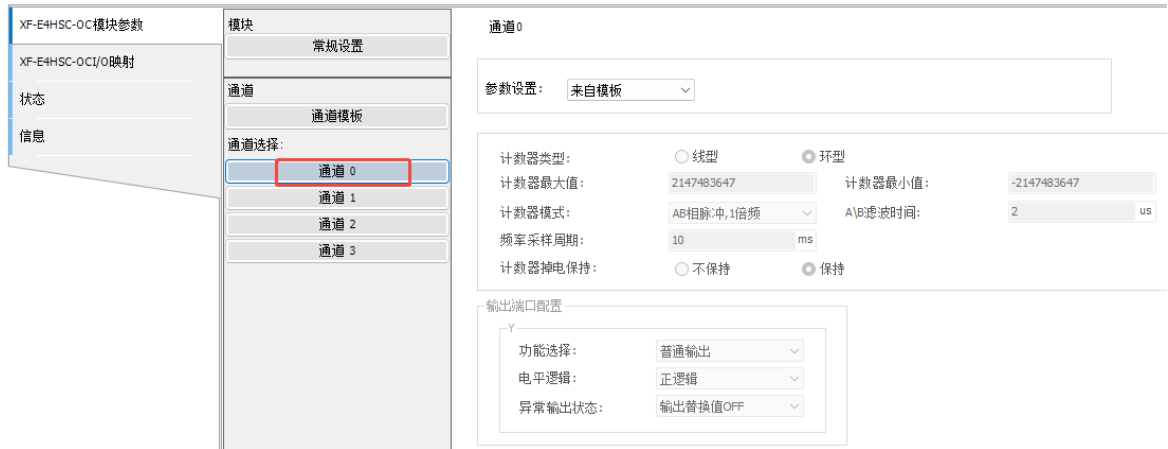 XF-E4HSC-OC模块参数
XF-E4HSC-OCI/O映射
状态
信息
模块
常规设置
通道
通道模板
通道选择:
通道 0
通道 1
通道 2
通道 3
通道0
参数设置: 来自模板
计数器类型: 线型 环型
计数器最大值: 2147483647 计数器最小值: -2147483647
计数器模式: AB相脉冲,1倍频 A\B滤波时间: 2 us
频率采样周期: 10 ms
计数器掉电保持: 不保持 保持
输出端口配置
Y
功能选择: 普通输出
电平逻辑: 正逻辑
异常输出状态: 输出替换值OFF